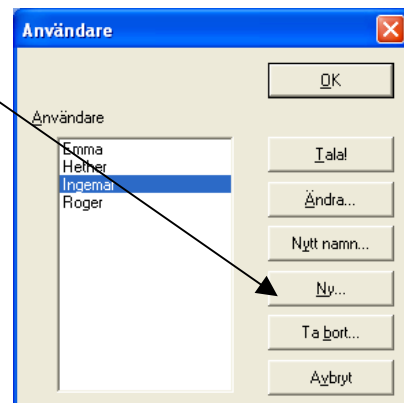 Användare
OK
Användare
Emma
Hether
Ingemar
Roger
Tala!
Ändra...
Nytt namn...
Ny...
Ta bort...
Avbryt